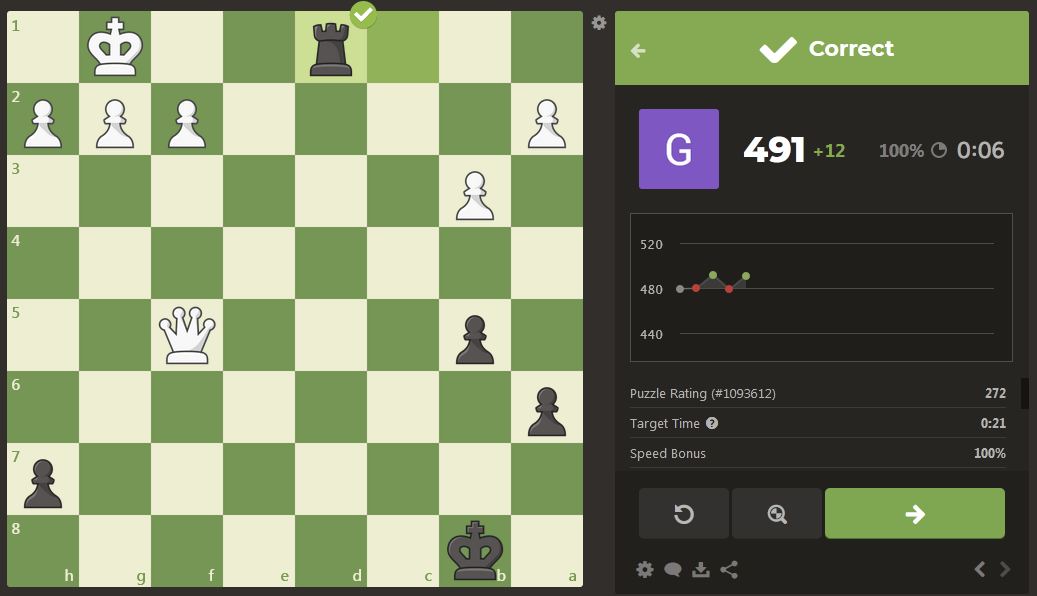 1
2
3
4
5
6
7
8
h g f e d c b a
Correct
G
491 +12 100% 0:06
520
480
440
Puzzle Rating (#1093612) 272
Target Time ? 0:21
Speed Bonus 100%